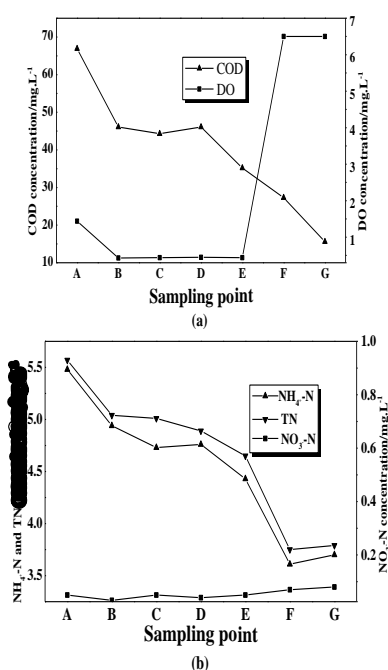 70
60
50
40
30
20
10
7
6
5
4
3
2
1
COD
DO
COD concentration/mg.L⁻¹
DO concentration/mg.L⁻¹
A B C D E F G
Sampling point
(a)
5.5
5.0
4.5
4.0
3.5
1.0
0.8
0.6
0.4
0.2
NH₄-N
TN
NO₃-N
NH₄-N and TN
NO₃-N concentration/mg.L⁻¹
A B C D E F G
Sampling point
(b)